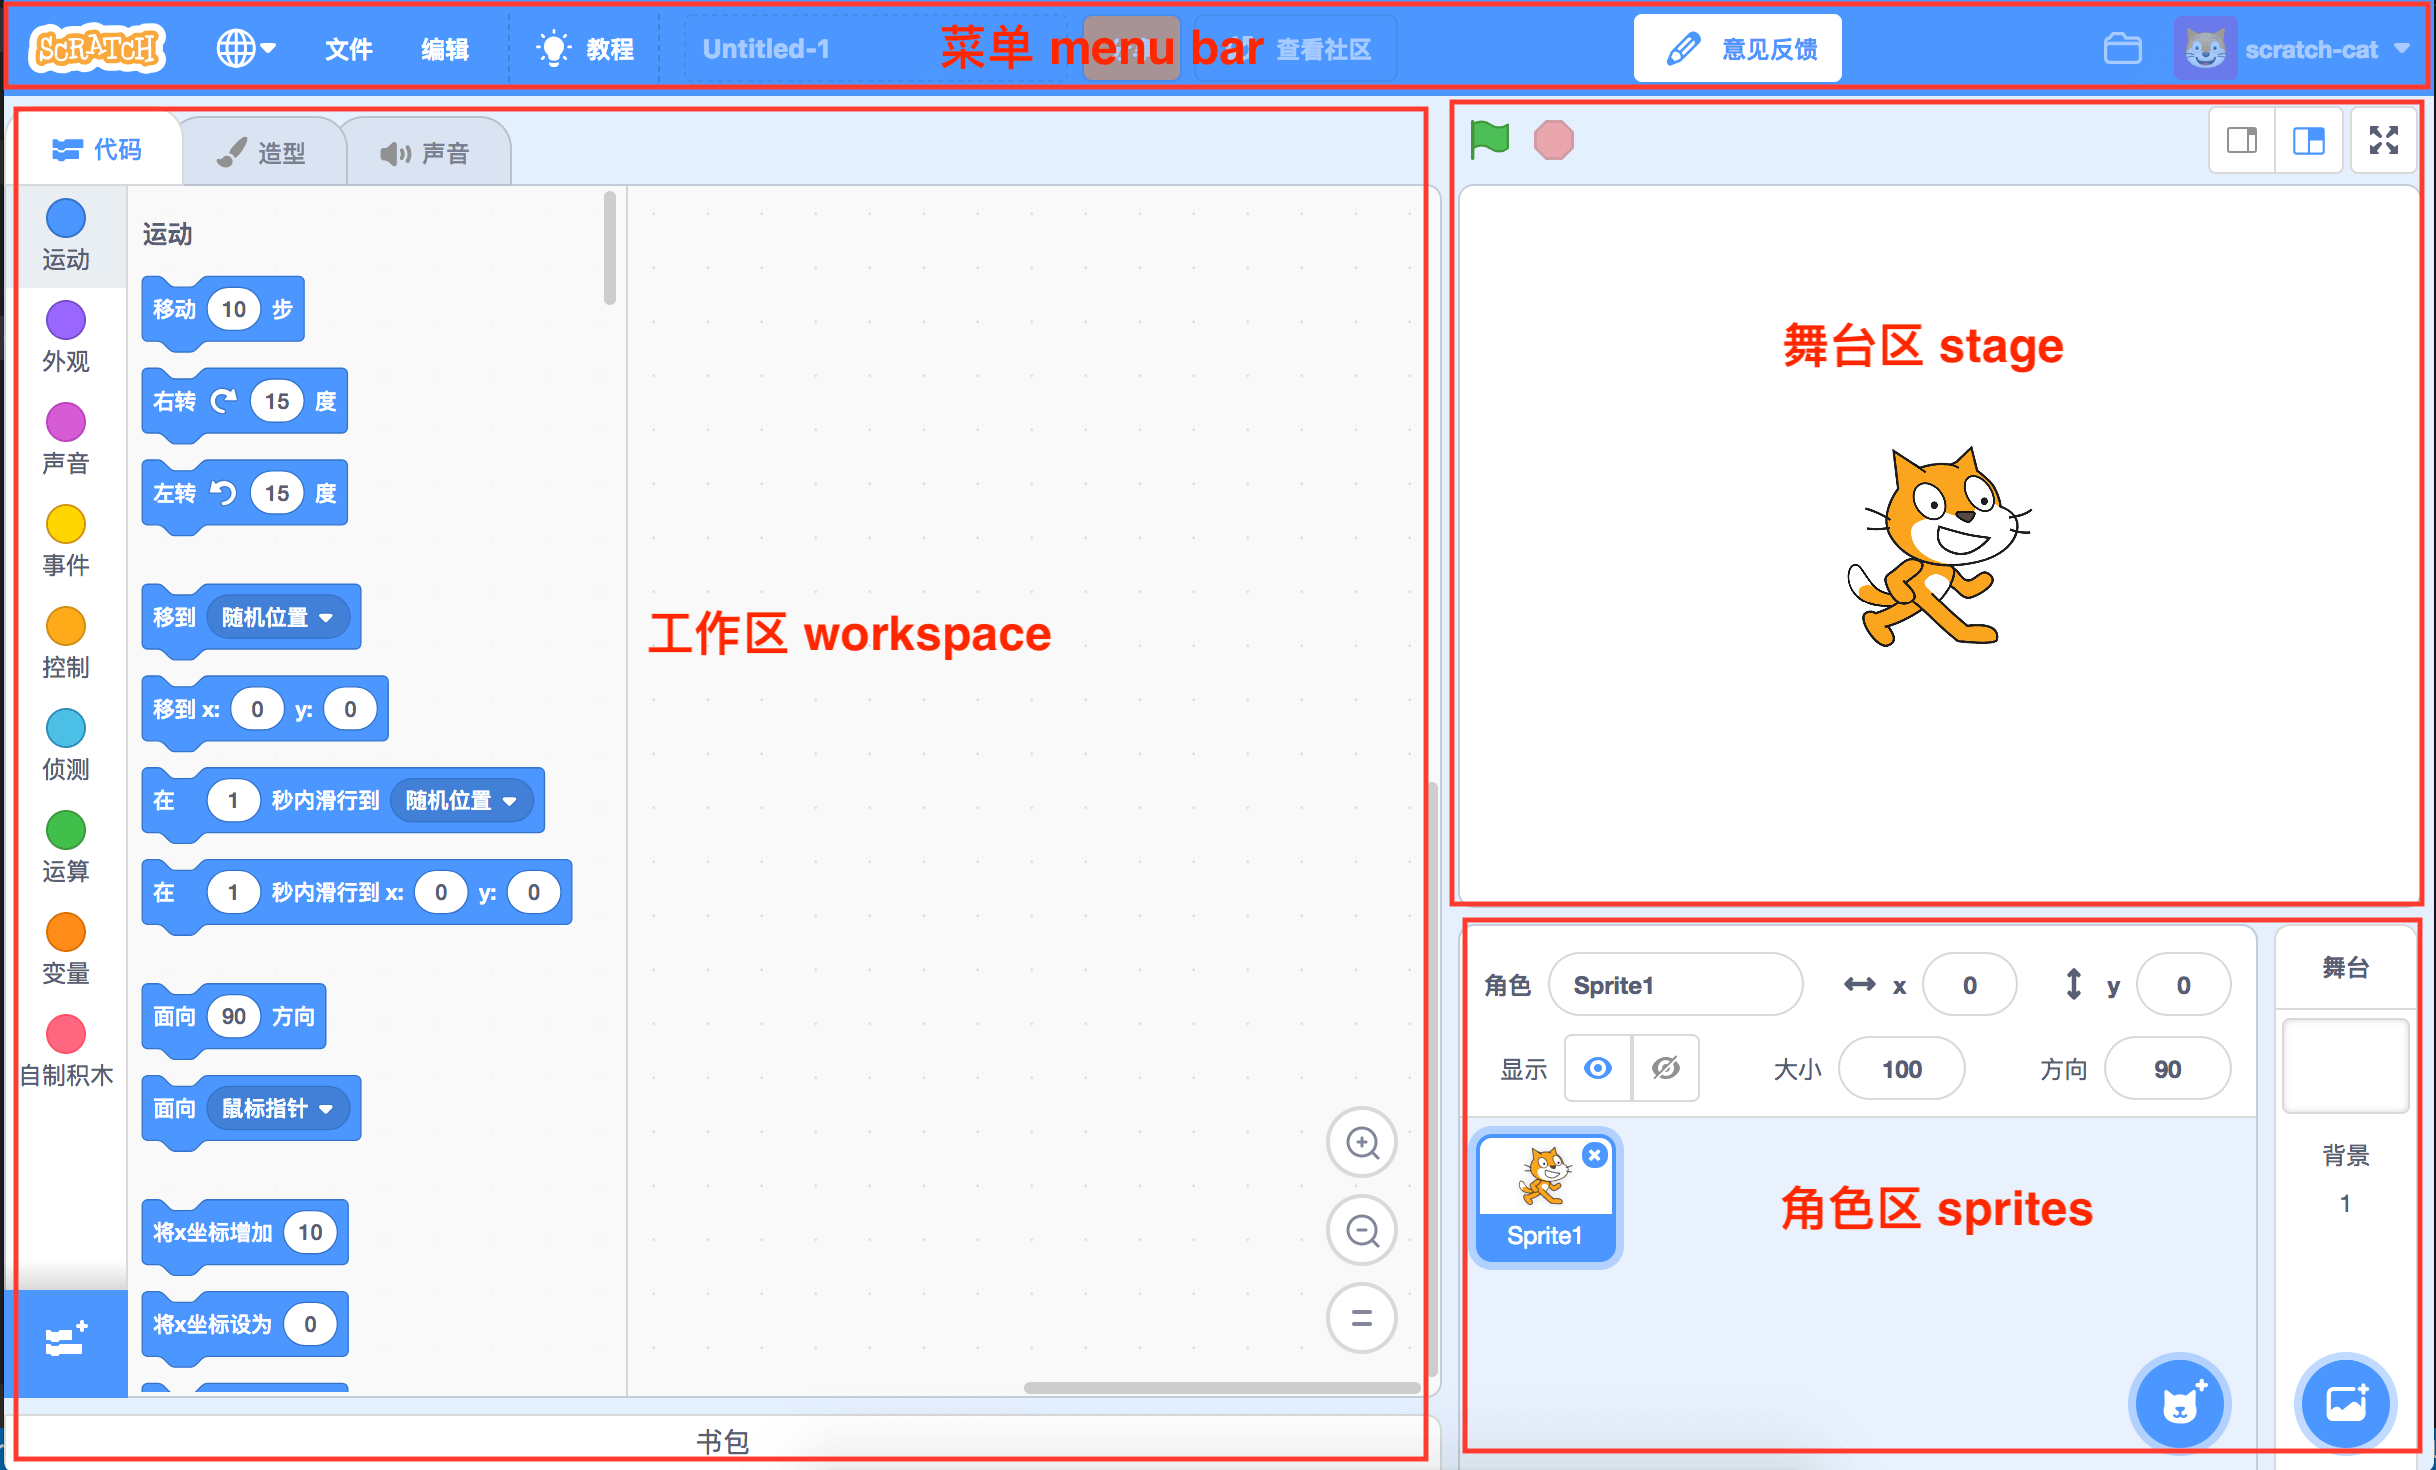 SCRATCH 文件 编辑 教程 Untitled-1 菜单 menu bar 查看社区 意见反馈 scratch-cat
代码 造型 声音
运动
外观
声音
事件
控制
侦测
运算
变量
自制积木
运动
移动 10 步
右转 15 度
左转 15 度
移到 随机位置
移到 x: 0 y: 0
在 1 秒内滑行到 随机位置
在 1 秒内滑行到 x: 0 y: 0
面向 90 方向
面向 鼠标指针
将x坐标增加 10
将x坐标设为 0
工作区 workspace
书包
舞台区 stage
角色 Sprite1 x 0 y 0
显示 大小 100 方向 90
Sprite1
角色区 sprites
舞台
背景
1